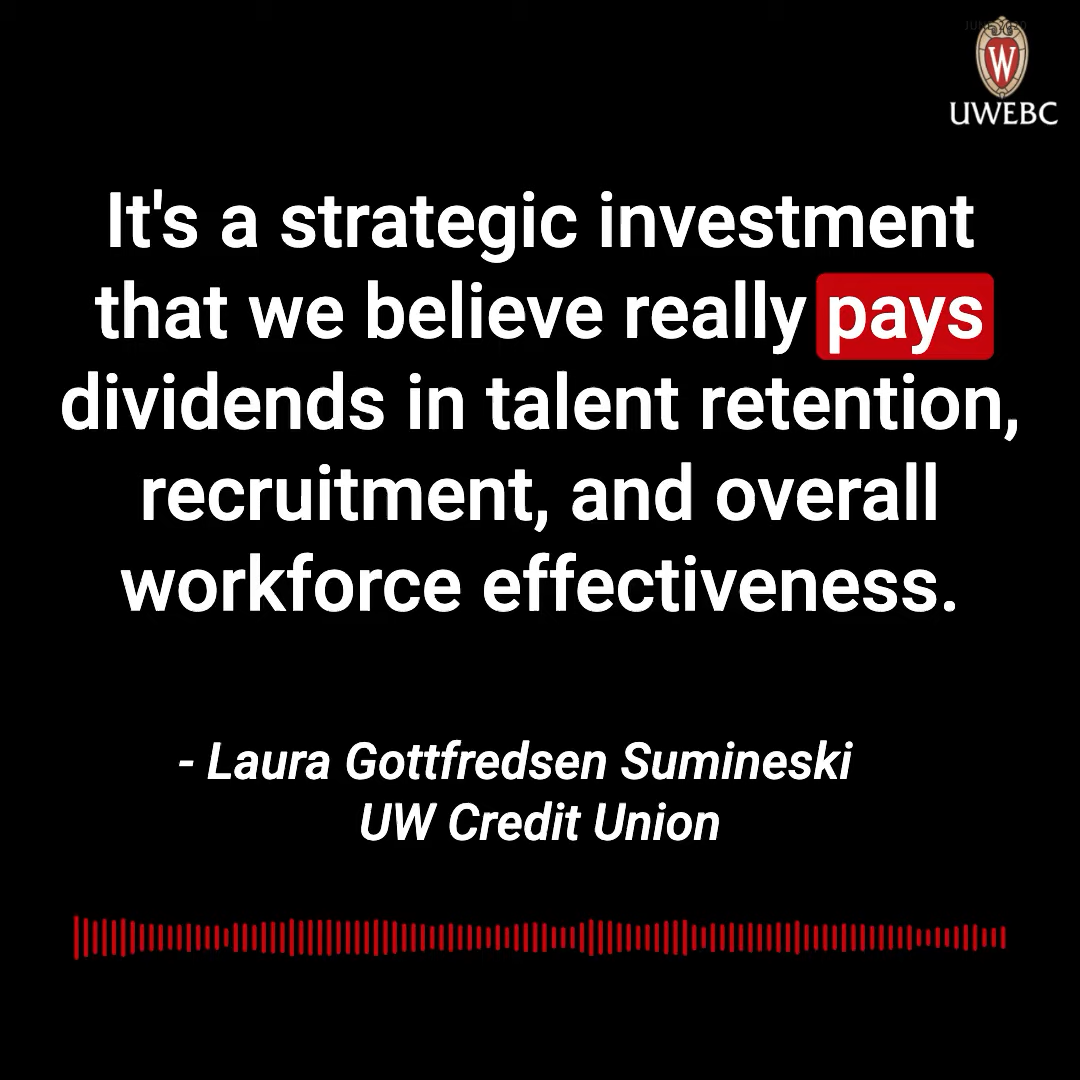 W
UWEBC
It's a strategic investment
that we believe really pays
dividends in talent retention,
recruitment, and overall
workforce effectiveness.
- Laura Gottfredsen Sumineski
UW Credit Union